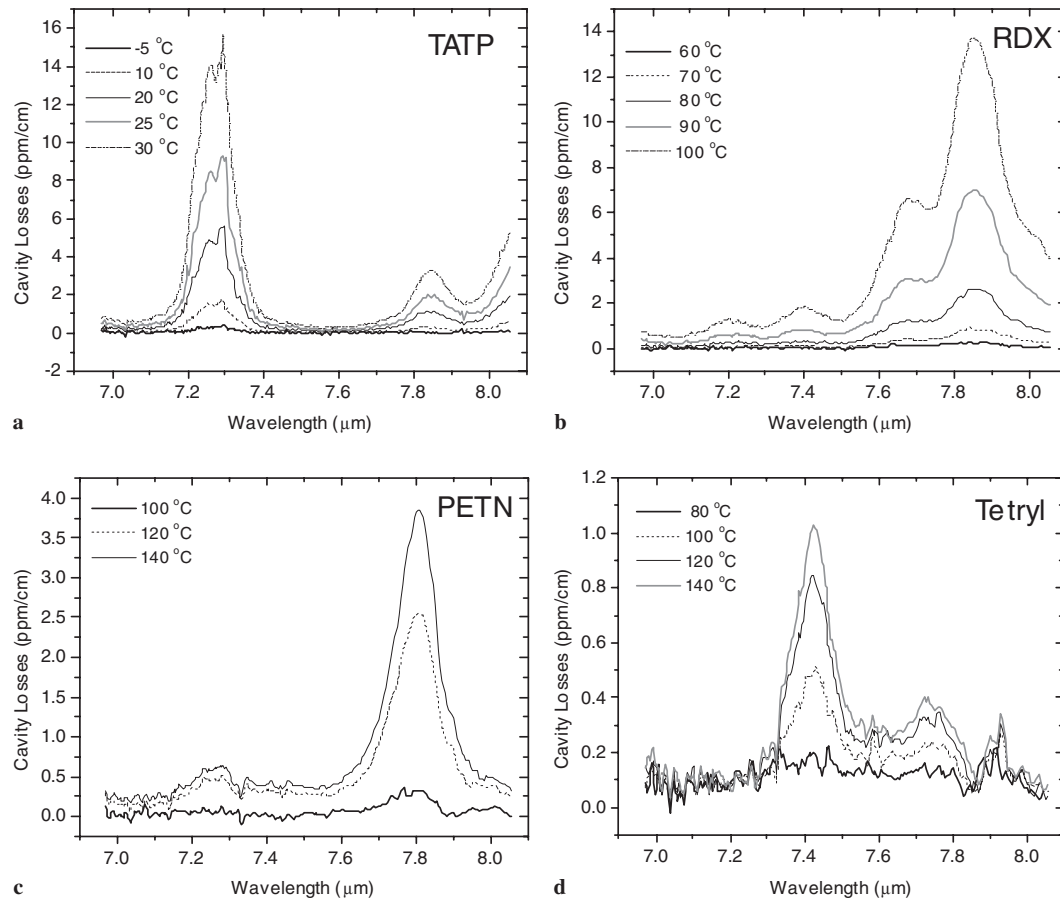 TATP
-5 °C
10 °C
20 °C
25 °C
30 °C
16
14
12
10
8
6
4
2
0
-2
Cavity Losses (ppm/cm)
7.0
7.2
7.4
7.6
7.8
8.0
Wavelength (μm)
a
RDX
60 °C
70 °C
80 °C
90 °C
100 °C
14
12
10
8
6
4
2
0
Cavity Losses (ppm/cm)
7.0
7.2
7.4
7.6
7.8
8.0
Wavelength (μm)
b
PETN
100 °C
120 °C
140 °C
4.0
3.5
3.0
2.5
2.0
1.5
1.0
0.5
0.0
Cavity Losses (ppm/cm)
7.0
7.2
7.4
7.6
7.8
8.0
Wavelength (μm)
c
Tetryl
80 °C
100 °C
120 °C
140 °C
1.2
1.0
0.8
0.6
0.4
0.2
0.0
Cavity Losses (ppm/cm)
7.0
7.2
7.4
7.6
7.8
8.0
Wavelength (μm)
d